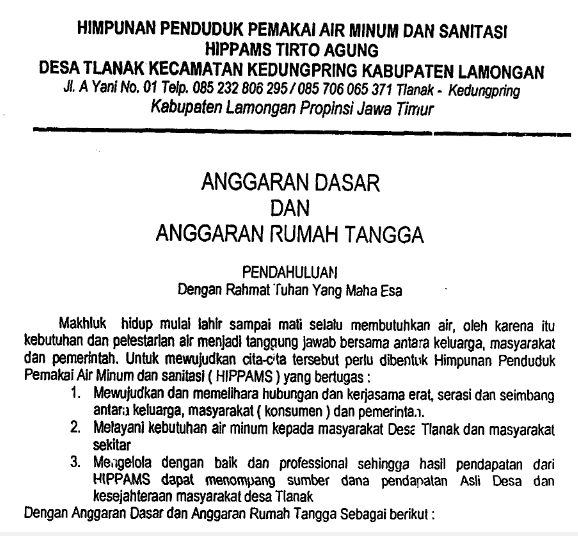 HIMPUNAN PENDUDUK PEMAKAI AIR MINUM DAN SANITASI
HIPPAMS TIRTO AGUNG
DESA TLANAK KECAMATAN KEDUNGPRING KABUPATEN LAMONGAN
Jl. A Yani No. 01 Telp. 085 232 806 295 / 085 706 065 371 Tlanak - Kedungpring
Kabupaten Lamongan Propinsi Jawa Timur
ANGGARAN DASAR
DAN
ANGGARAN RUMAH TANGGA
PENDAHULUAN
Dengan Rahmat Tuhan Yang Maha Esa
Makhluk hidup mulai lahir sampai mati selalu membutuhkan air, oleh karena itu
kebutuhan dan pelestarian air menjadi tanggung jawab bersama antara keluarga, masyarakat
dan pemerintah. Untuk mewujudkan cita-cita tersebut perlu dibentuk Himpunan Penduduk
Pemakai Air Minum dan sanitasi ( HIPPAMS ) yang bertugas :
1. Mewujudkan dan memelihara hubungan dan kerjasama erat, serasi dan seimbang
antara keluarga, masyarakat ( konsumen ) dan pemerintah.
2. Melayani kebutuhan air minum kepada masyarakat Desa Tlanak dan masyarakat
sekitar
3. Mengelola dengan baik dan professional sehingga hasil pendapatan dari
HIPPAMS dapat menompang sumber dana pendapatan Asli Desa dan
kesejahteraan masyarakat desa Tlanak
Dengan Anggaran Dasar dan Anggaran Rumah Tangga Sebagai berikut :